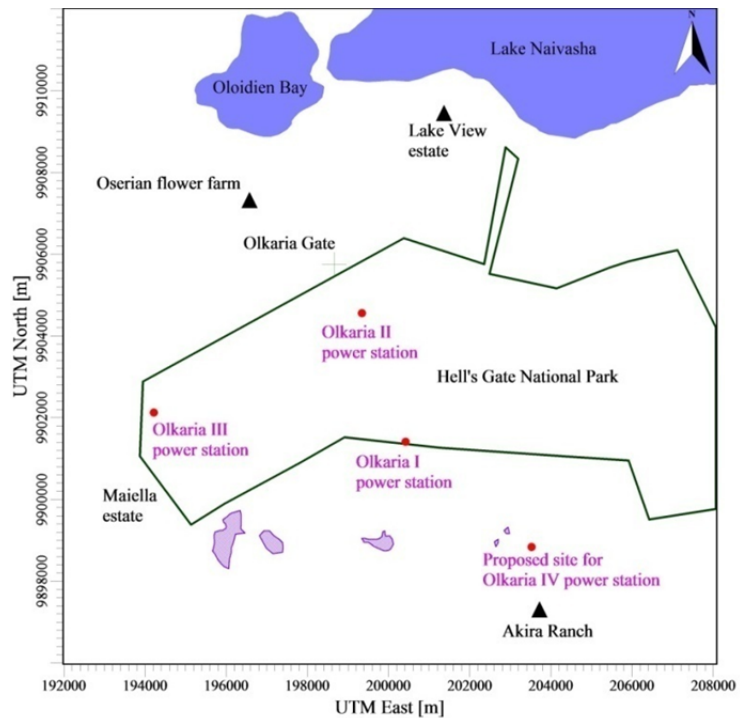 N
Lake Naivasha
Oloidien Bay
Lake View
estate
Oserian flower farm
Olkaria Gate
Olkaria II
power station
Hell's Gate National Park
Olkaria III
power station
Olkaria I
power station
Maiella
estate
Proposed site for
Olkaria IV power station
Akira Ranch
UTM North [m]
9910000
9908000
9906000
9904000
9902000
9900000
9898000
192000 194000 196000 198000 200000 202000 204000 206000 208000
UTM East [m]